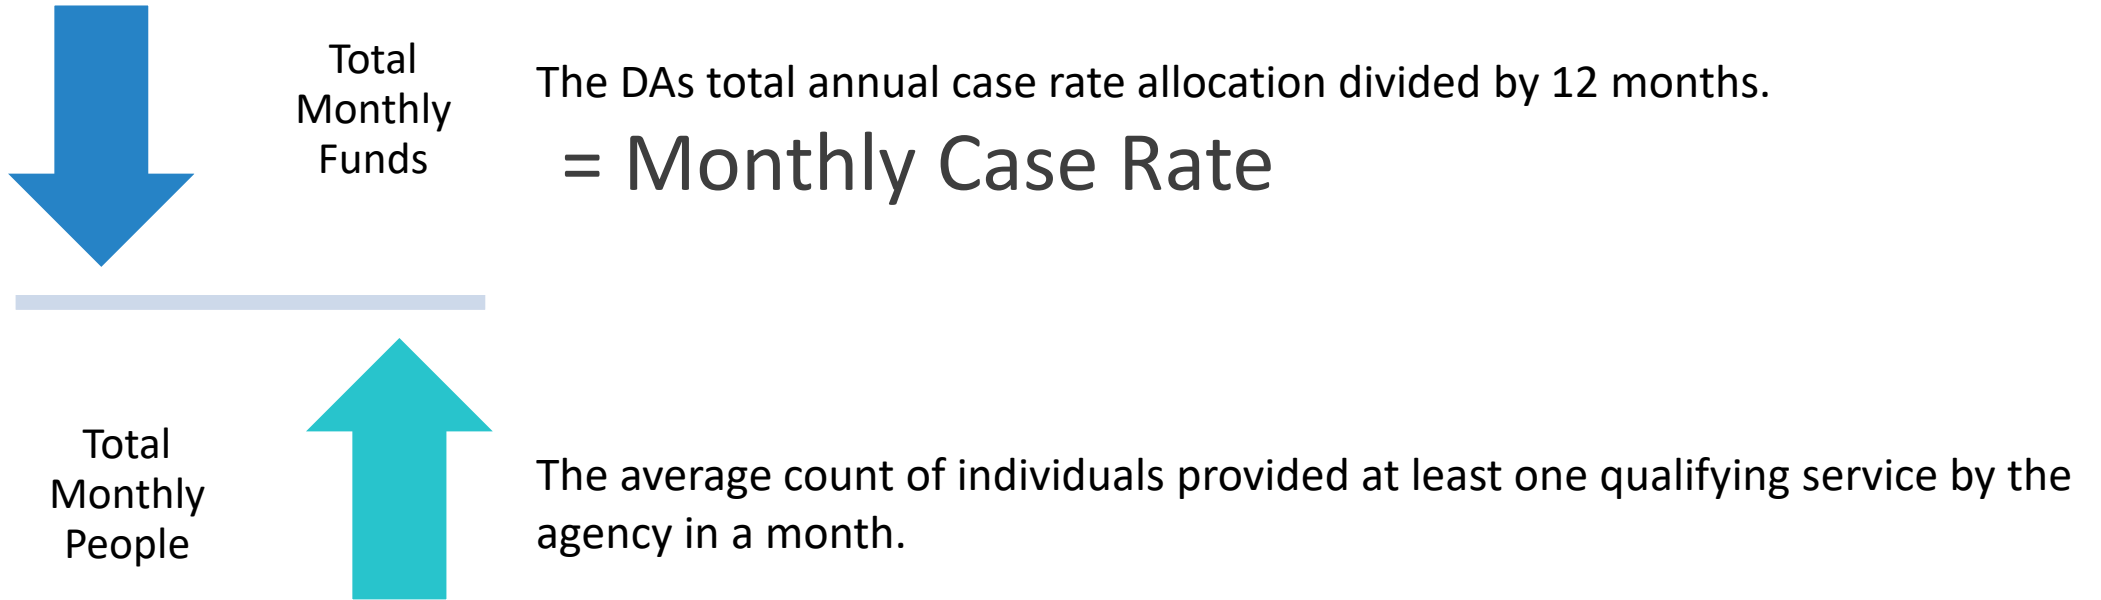 Total
Monthly
Funds
The DAs total annual case rate allocation divided by 12 months.
= Monthly Case Rate
Total
Monthly
People
The average count of individuals provided at least one qualifying service by the
agency in a month.